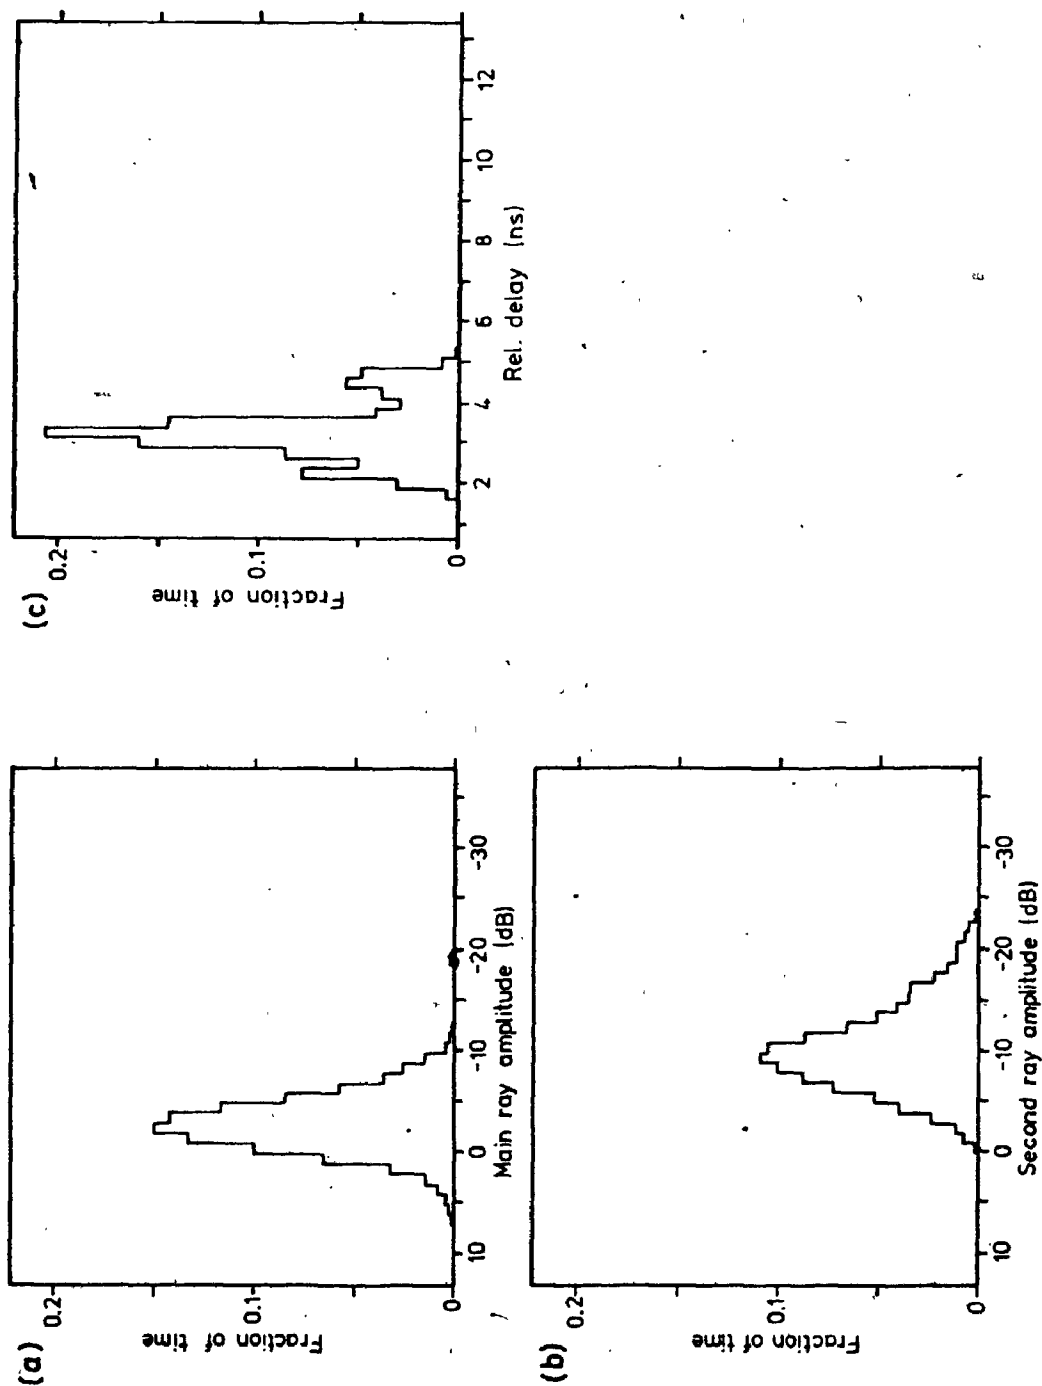 (a)
Fraction of time
0.2
0.1
0
10
0
-10
-20
-30
Main ray amplitude (dB)
(b)
Fraction of time
0.2
0.1
0
10
0
-10
-20
-30
Second ray amplitude (dB)
(c)
Fraction of time
0.2
0.1
0
2
4
6
8
10
12
Rel. delay (ns)